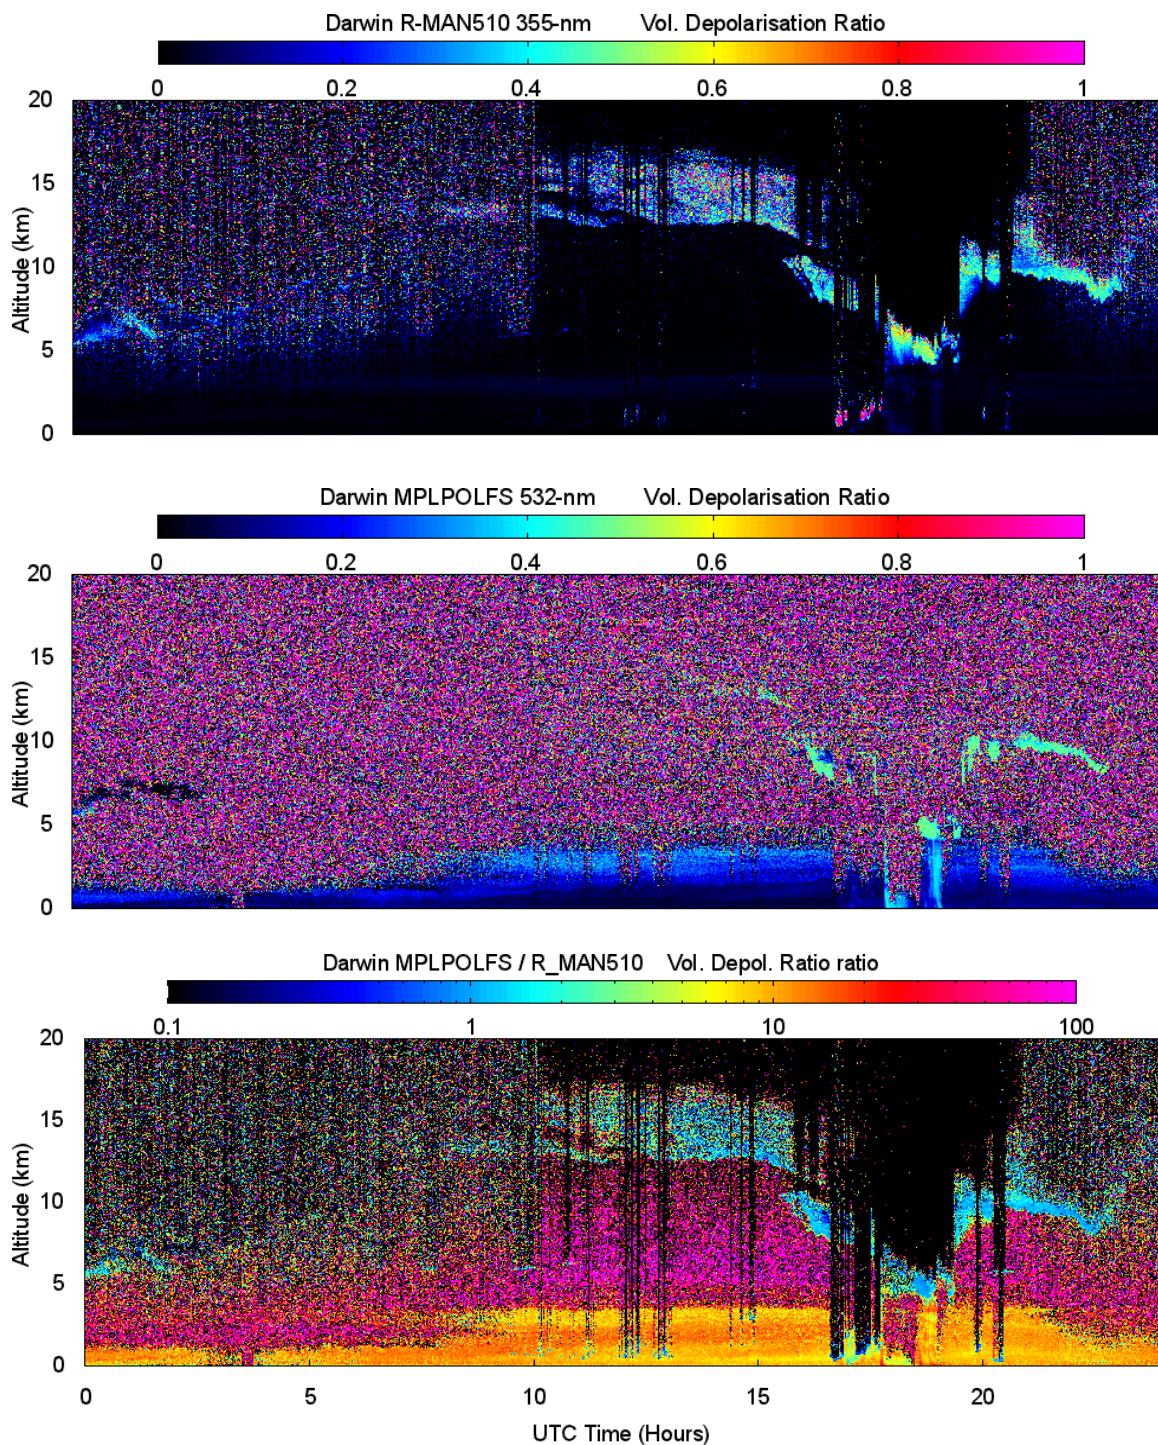 Darwin R-MAN510 355-nm Vol. Depolarisation Ratio
0 0.2 0.4 0.6 0.8 1
20
15
10
5
0
Altitude (km)
Darwin MPLPOLFS 532-nm Vol. Depolarisation Ratio
0 0.2 0.4 0.6 0.8 1
20
15
10
5
0
Altitude (km)
Darwin MPLPOLFS / R_MAN510 Vol. Depol. Ratio ratio
0.1 1 10 100
20
15
10
5
0
Altitude (km)
0 5 10 15 20
UTC Time (Hours)